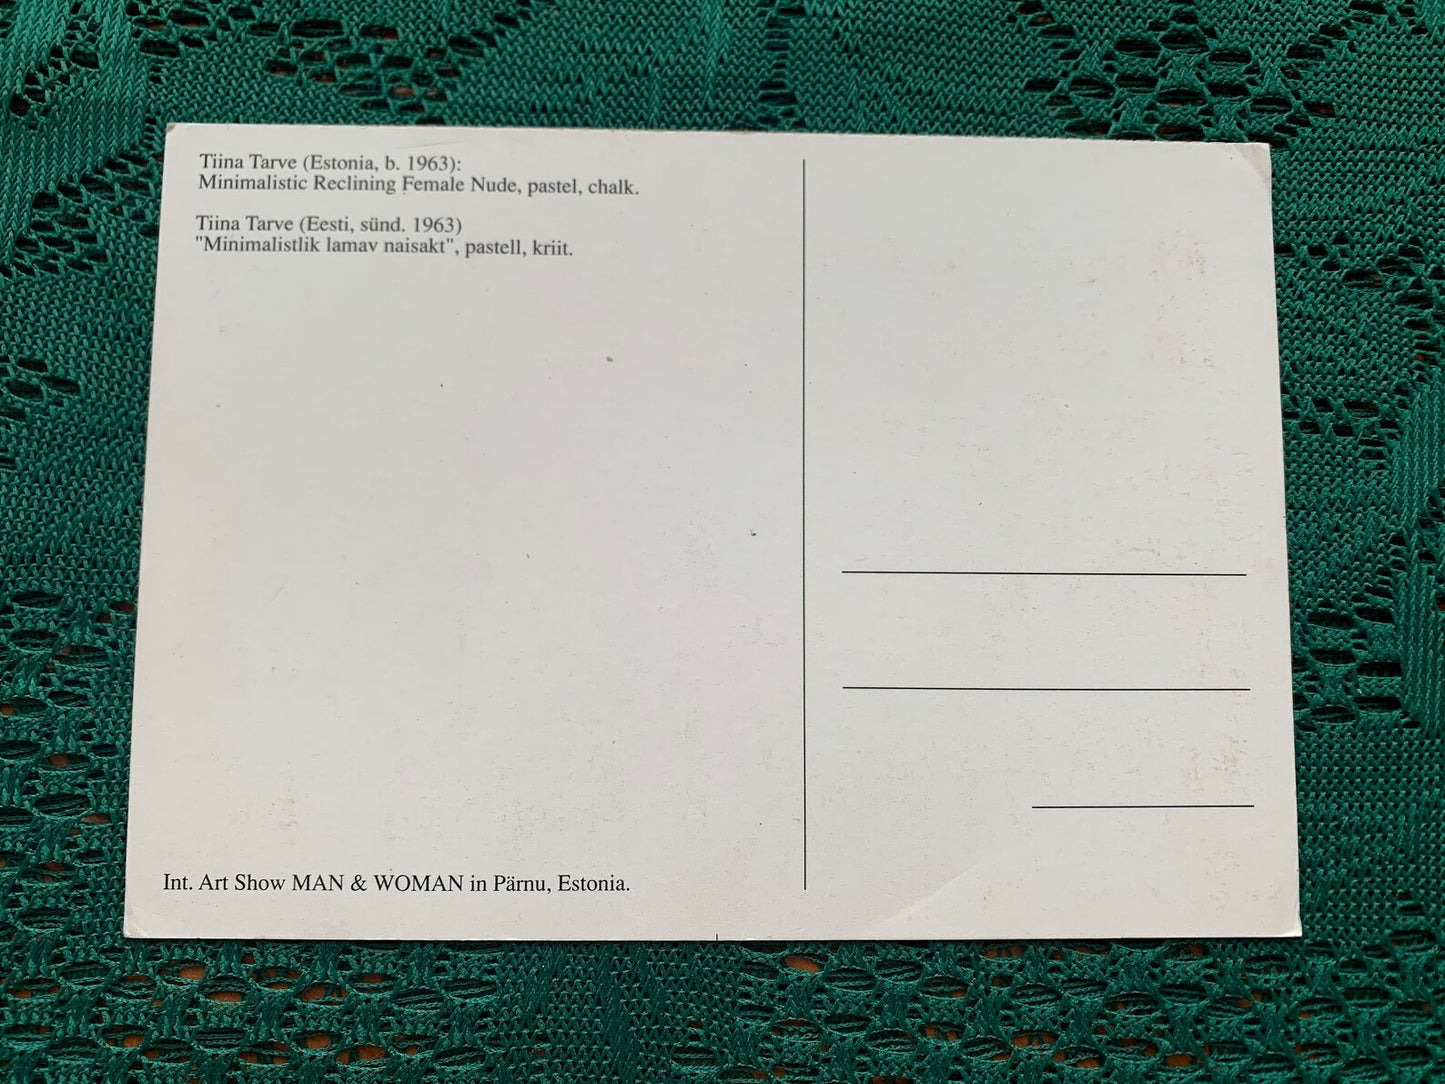 Tiina Tarve (Estonia, b. 1963):
Minimalistic Reclining Female Nude, pastel, chalk.
Tiina Tarve (Eesti, sünd. 1963)
"Minimalistlik lamav naisakt", pastell, kriit.
Int. Art Show MAN & WOMAN in Pärnu, Estonia.